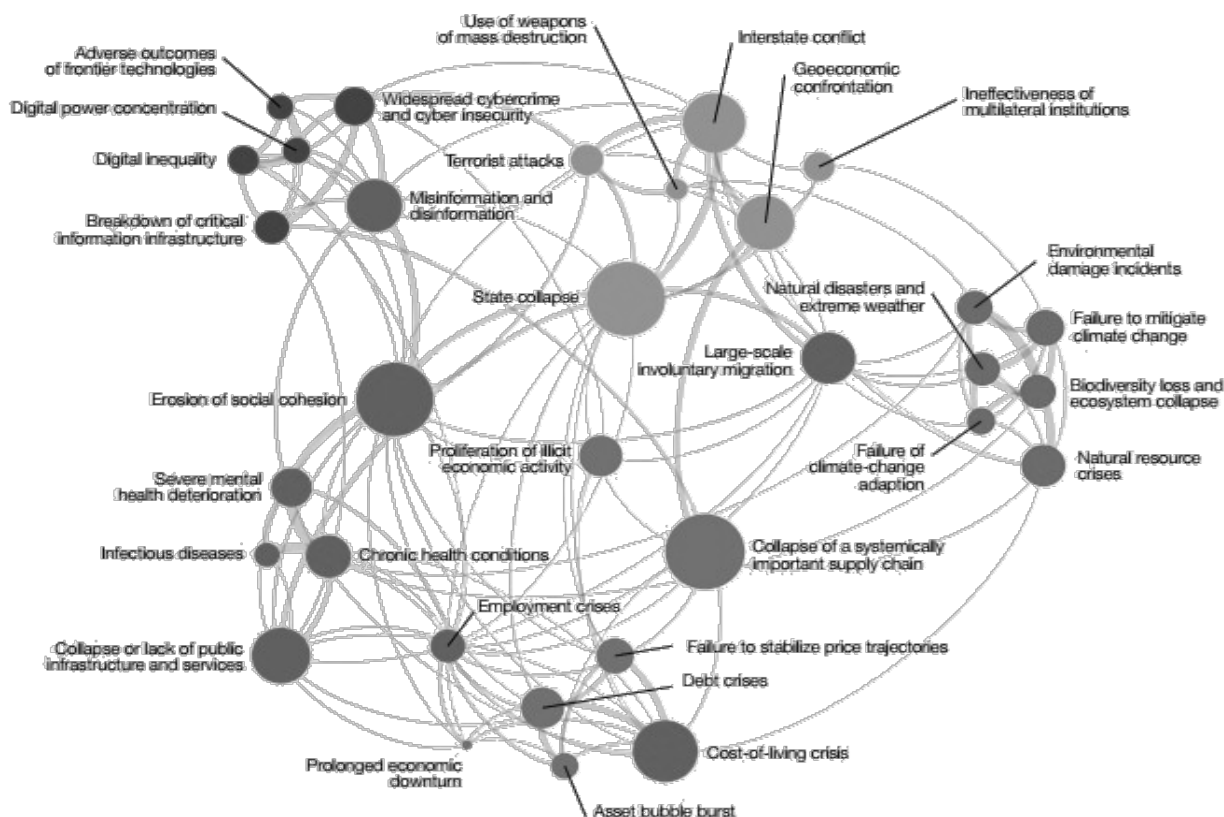 Use of weapons
of mass destruction
Interstate conflict
Adverse outcomes
of frontier technologies
Geoeconomic
confrontation
Digital power concentration
Widespread cybercrime
and cyber insecurity
Ineffectiveness of
multilateral institutions
Digital inequality
Terrorist attacks
Misinformation and
disinformation
Breakdown of critical
information infrastructure
Environmental
damage incidents
State collapse
Natural disasters and
extreme weather
Failure to mitigate
climate change
Large-scale
involuntary migration
Erosion of social cohesion
Biodiversity loss and
ecosystem collapse
Proliferation of illicit
economic activity
Failure of
climate-change
adaption
Natural resource
crises
Severe mental
health deterioration
Infectious diseases
Chronic health conditions
Collapse of a systemically
important supply chain
Employment crises
Collapse or lack of public
infrastructure and services
Failure to stabilize price trajectories
Debt crises
Prolonged economic
downturn
Cost-of-living crisis
Asset bubble burst